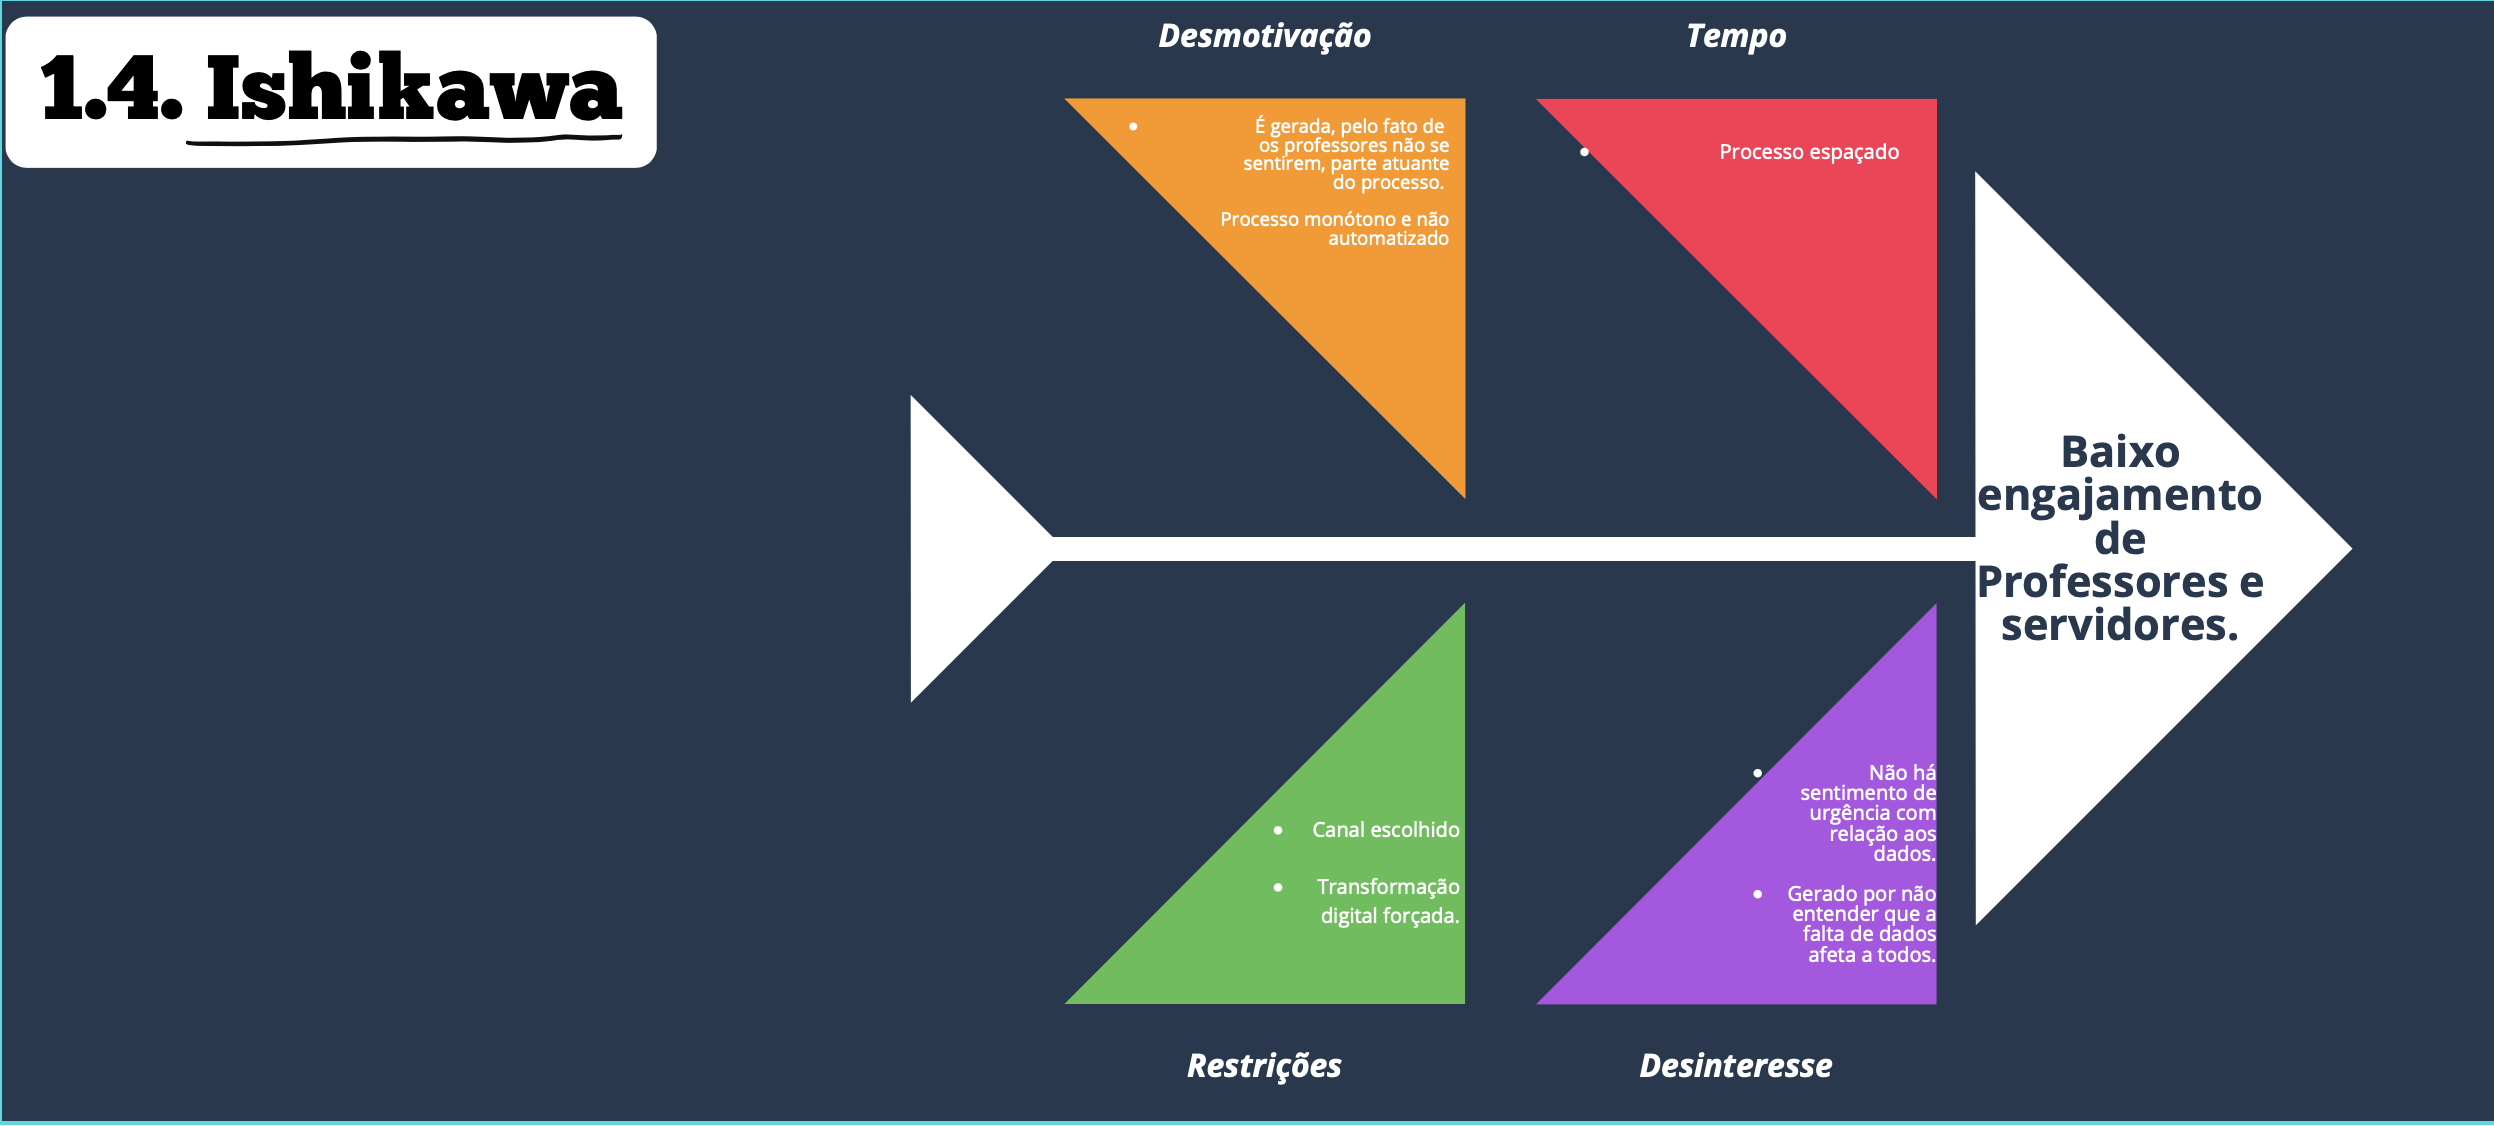 1.4. Ishikawa
Desmotivação
Tempo
• É gerada, pelo fato de
os professores não se
sentirem, parte atuante
do processo.
Processo monótono e não
automatizado
• Processo espaçado
Baixo
engajamento
de
Professores e
servidores.
• Canal escolhido
• Transformação
digital forçada.
• Não há
sentimento de
urgência com
relação aos
dados.
• Gerado por não
entender que a
falta de dados
afeta a todos.
Restrições
Desinteresse